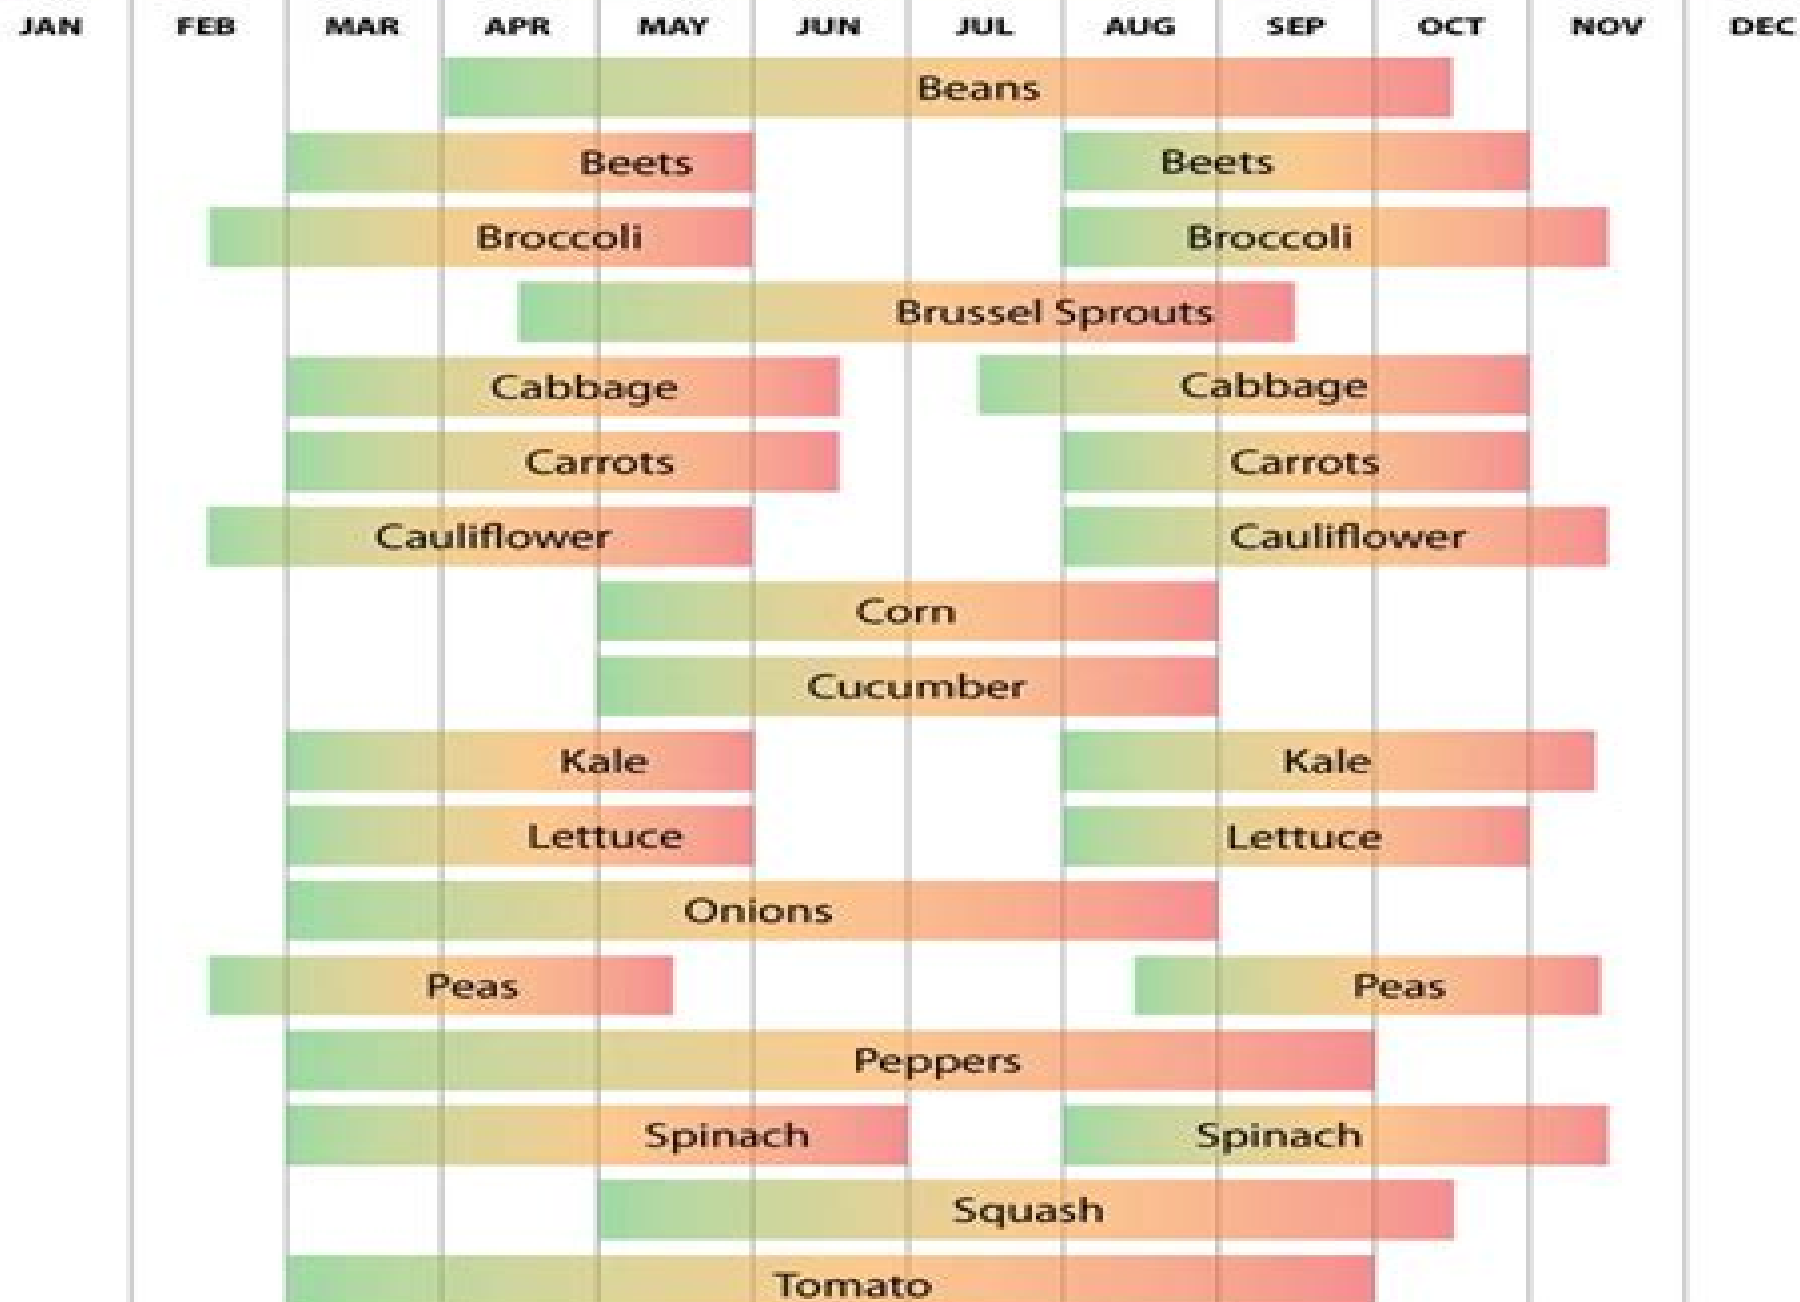 JAN FEB MAR APR MAY JUN JUL AUG SEP OCT NOV DEC
Beans
Beets Beets
Broccoli Broccoli
Brussel Sprouts
Cabbage Cabbage
Carrots Carrots
Cauliflower Cauliflower
Corn
Cucumber
Kale Kale
Lettuce Lettuce
Onions
Peas Peas
Peppers
Spinach Spinach
Squash
Tomato